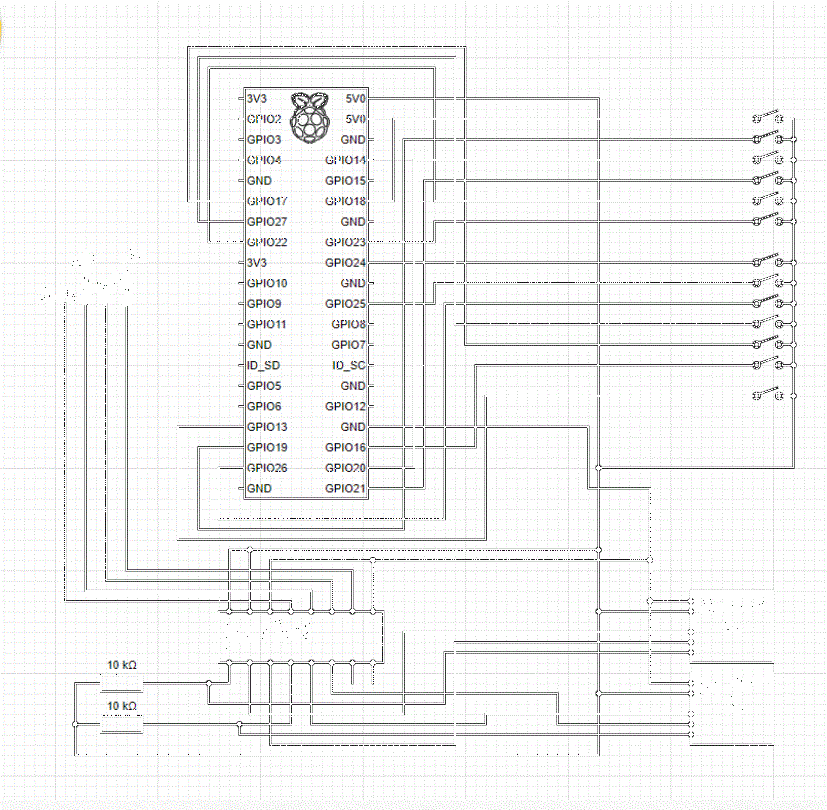 3V3 5V0
GPIO2 5V0
GPIO3 GND
GPIO4 GPIO14
GND GPIO15
GPIO17 GPIO18
GPIO27 GND
GPIO22 GPIO23
3V3 GPIO24
GPIO10 GND
GPIO9 GPIO25
GPIO11 GPIO8
GND GPIO7
ID_SD ID_SC
GPIO5 GND
GPIO6 GPIO12
GPIO13 GND
GPIO19 GPIO16
GPIO26 GPIO20
GND GPIO21
10 kΩ
10 kΩ